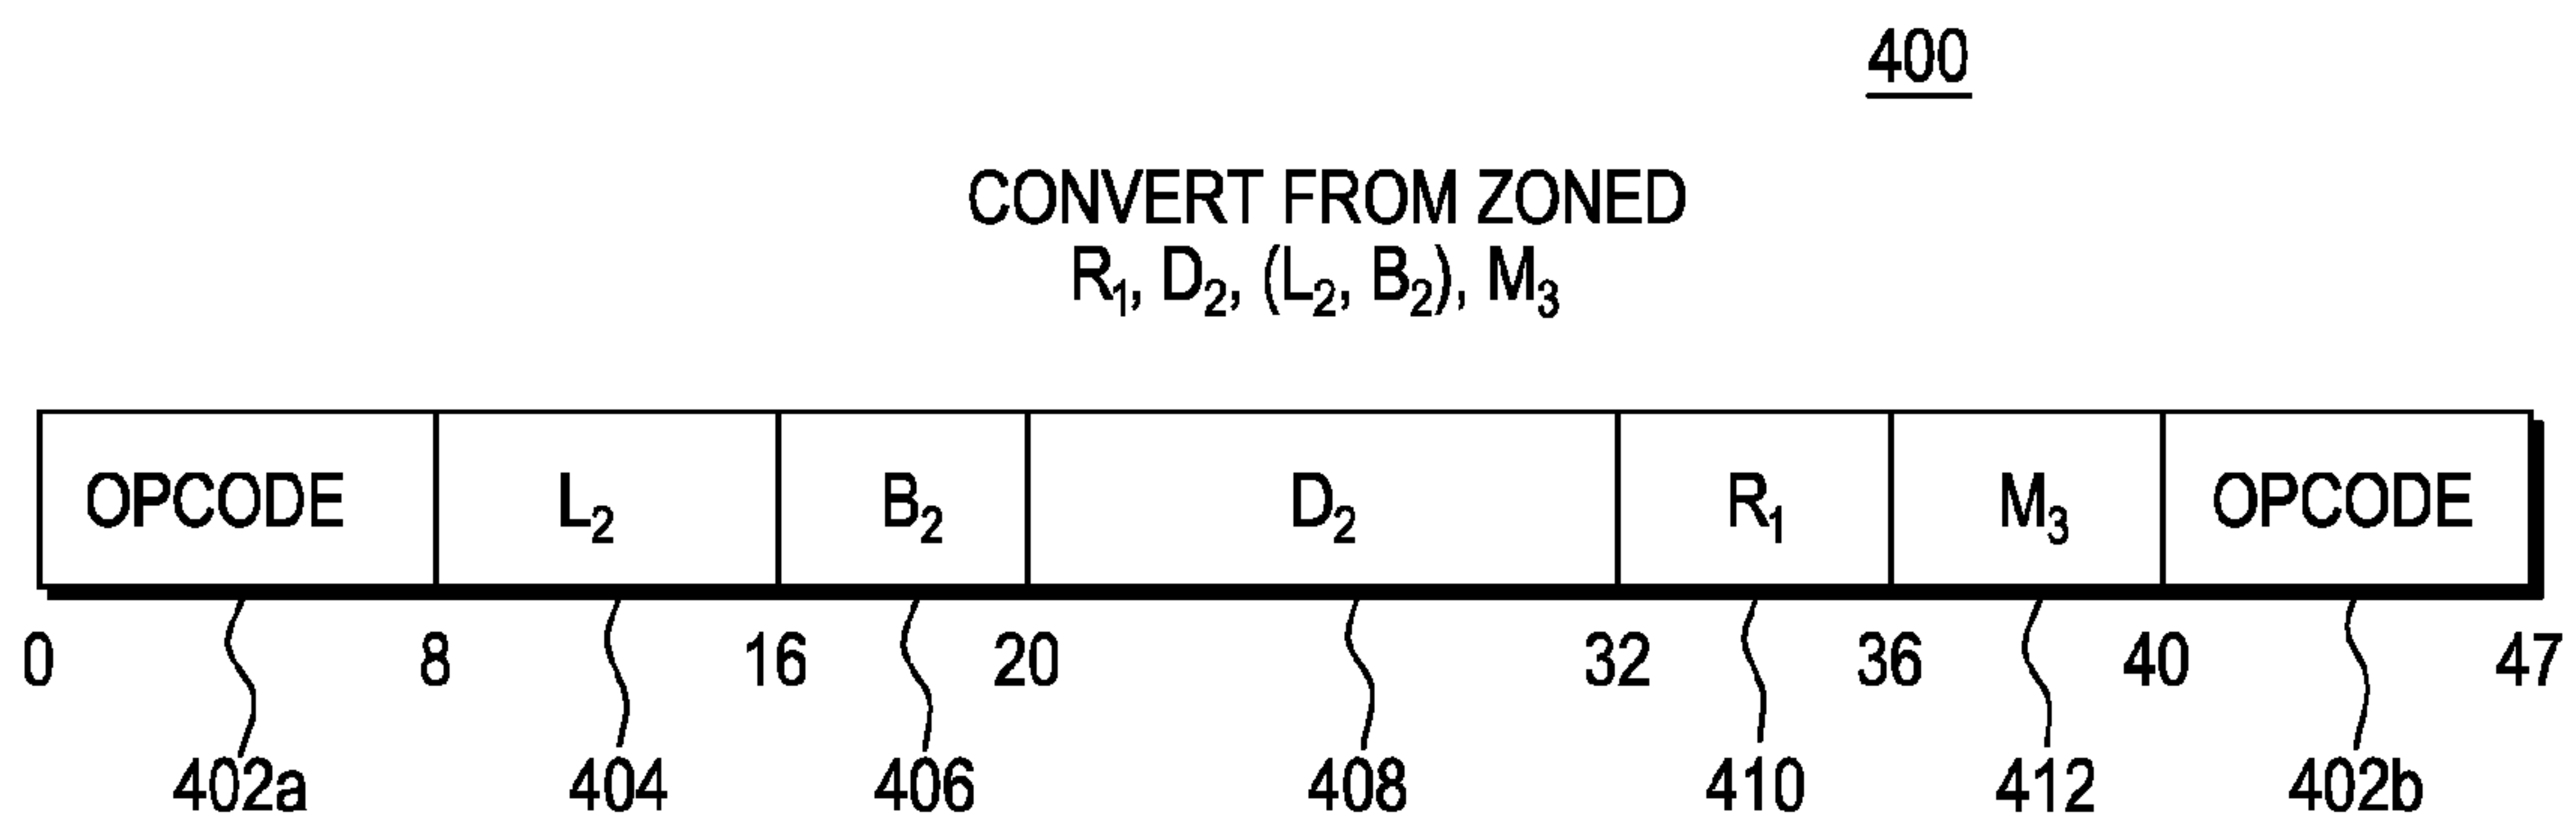 400
CONVERT FROM ZONED
R₁, D₂, (L₂, B₂), M₃
OPCODE L₂ B₂ D₂ R₁ M₃ OPCODE
0 8 16 20 32 36 40 47
402a 404 406 408 410 412 402b